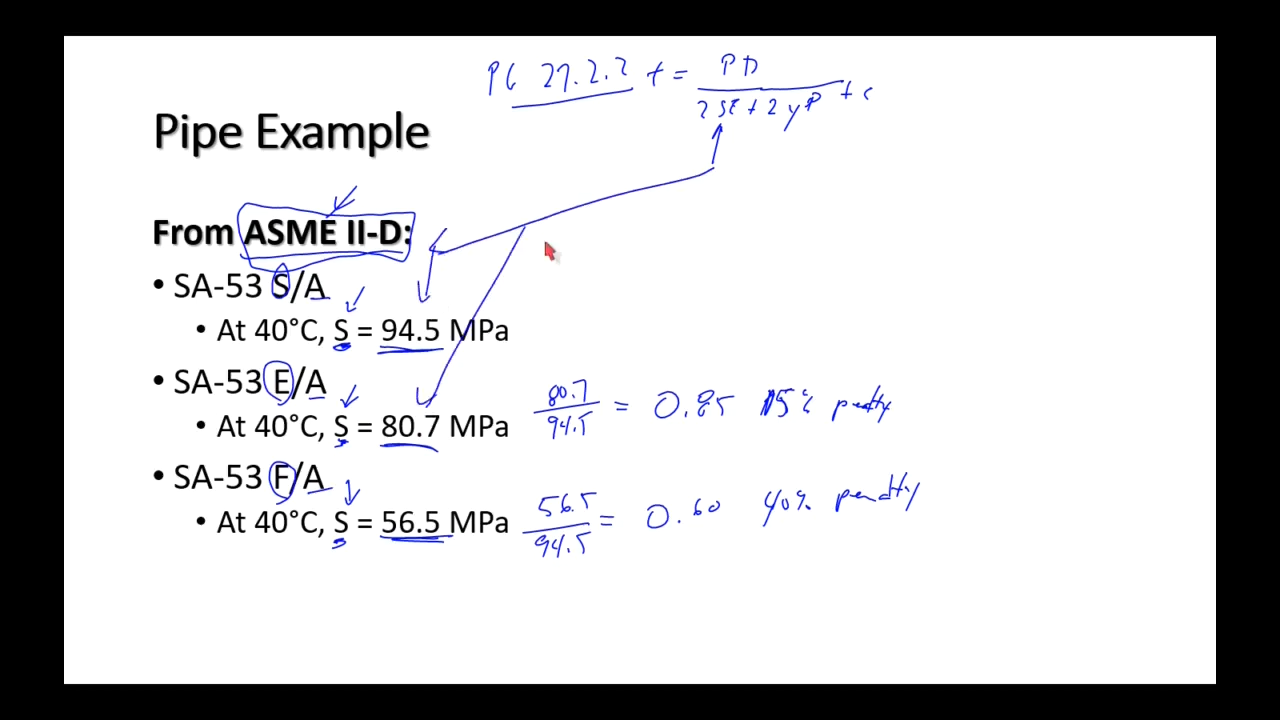 PG 27.2.2 t = PD / 2SE + 2yP + c
Pipe Example
From ASME II-D:
• SA-53 S/A
• At 40°C, S = 94.5 MPa
• SA-53 E/A
• At 40°C, S = 80.7 MPa
80.7 / 94.5 = 0.85 15% penalty
• SA-53 F/A
• At 40°C, S = 56.5 MPa
56.5 / 94.5 = 0.60 40% penalty